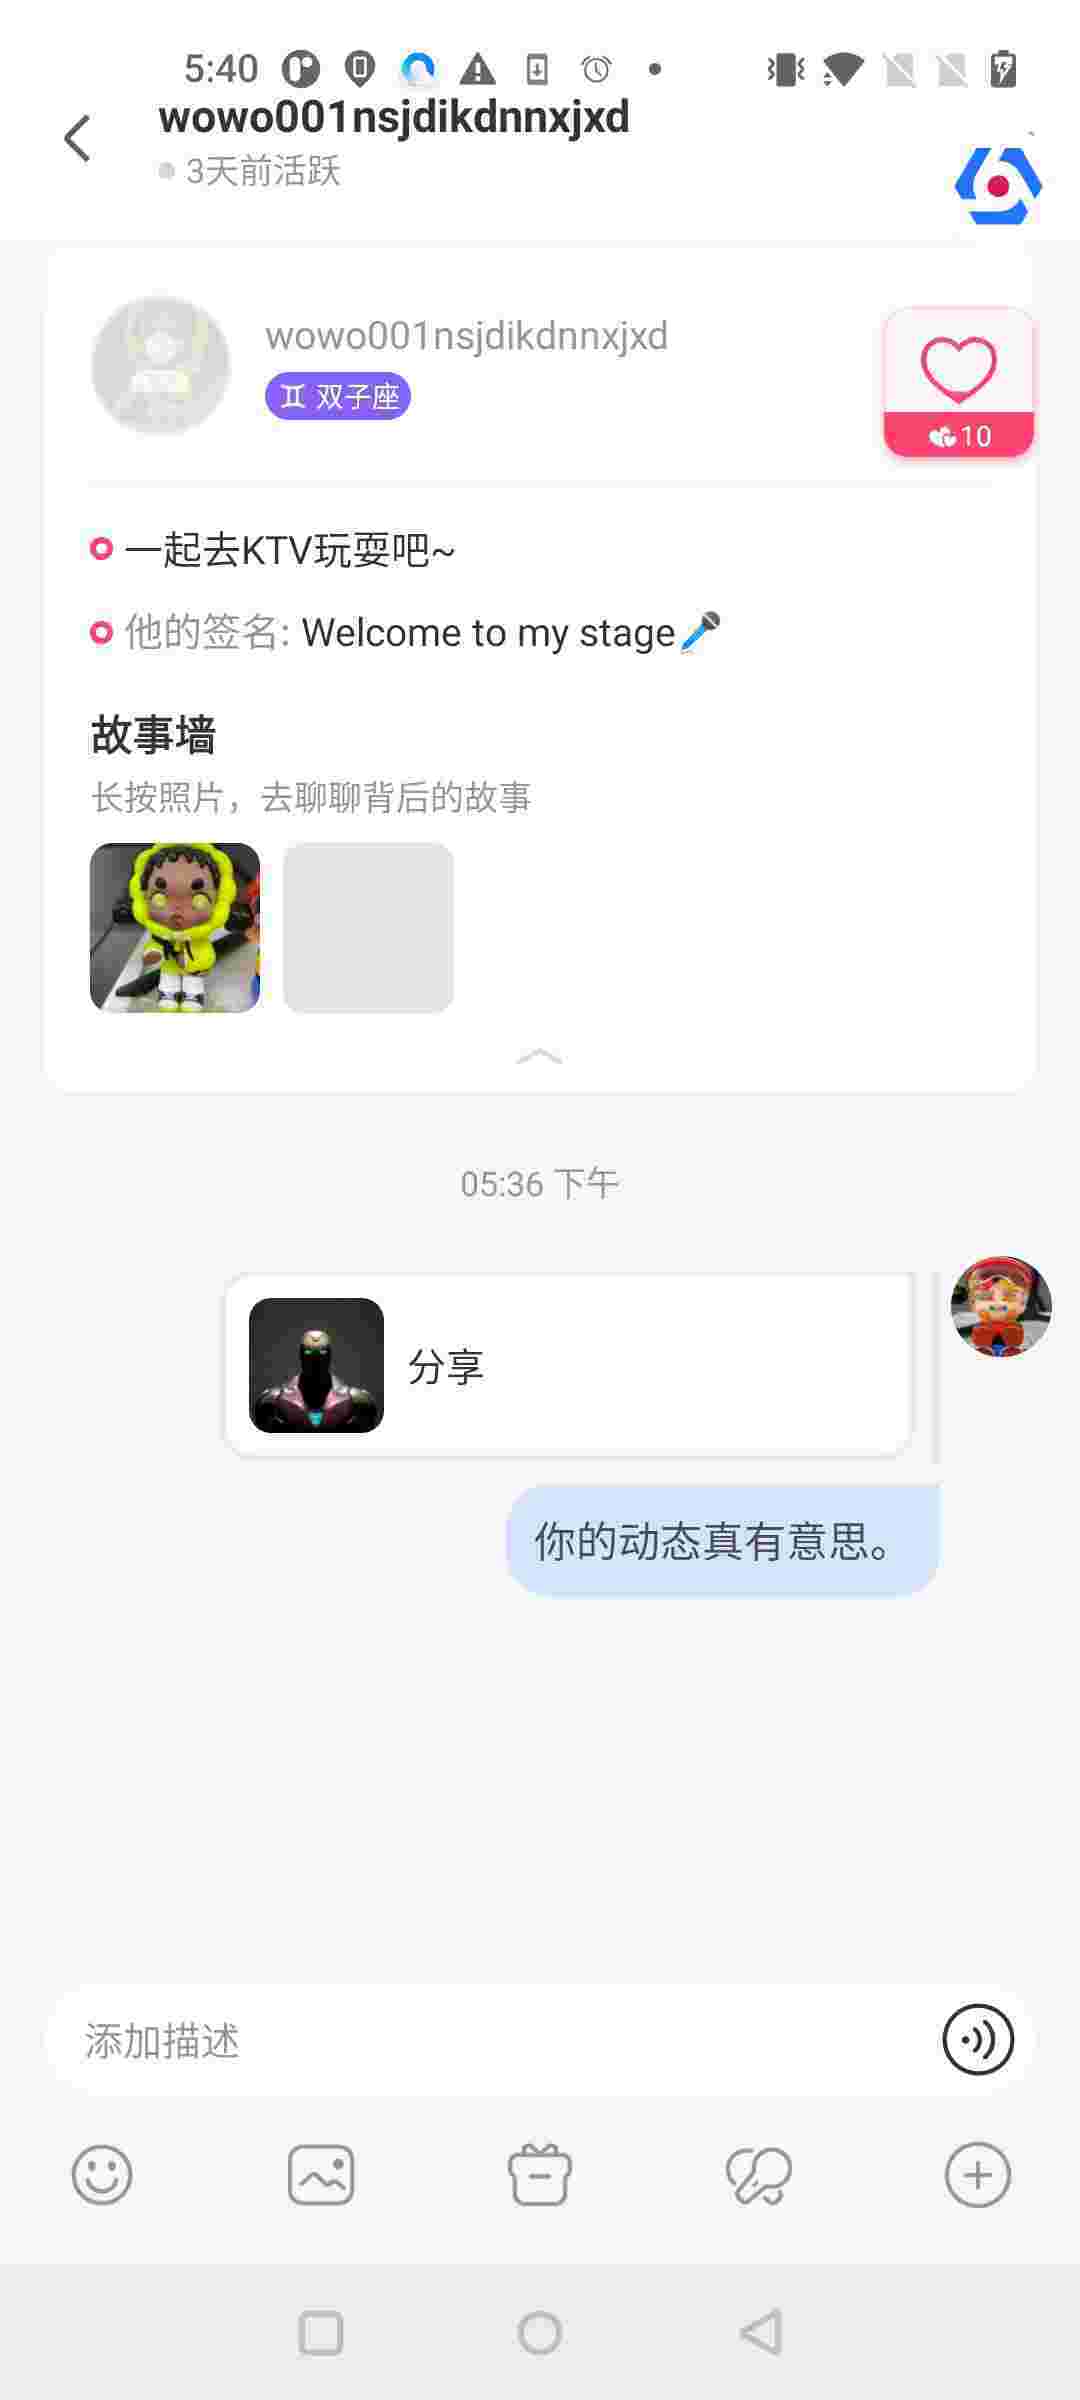 5:40
wowo001nsjdikdnnxjxd
3天前活跃
wowo001nsjdikdnnxjxd
双子座
10
一起去KTV玩耍吧~
他的签名: Welcome to my stage🎤
故事墙
长按照片，去聊聊背后的故事
05:36 下午
分享
你的动态真有意思。
添加描述